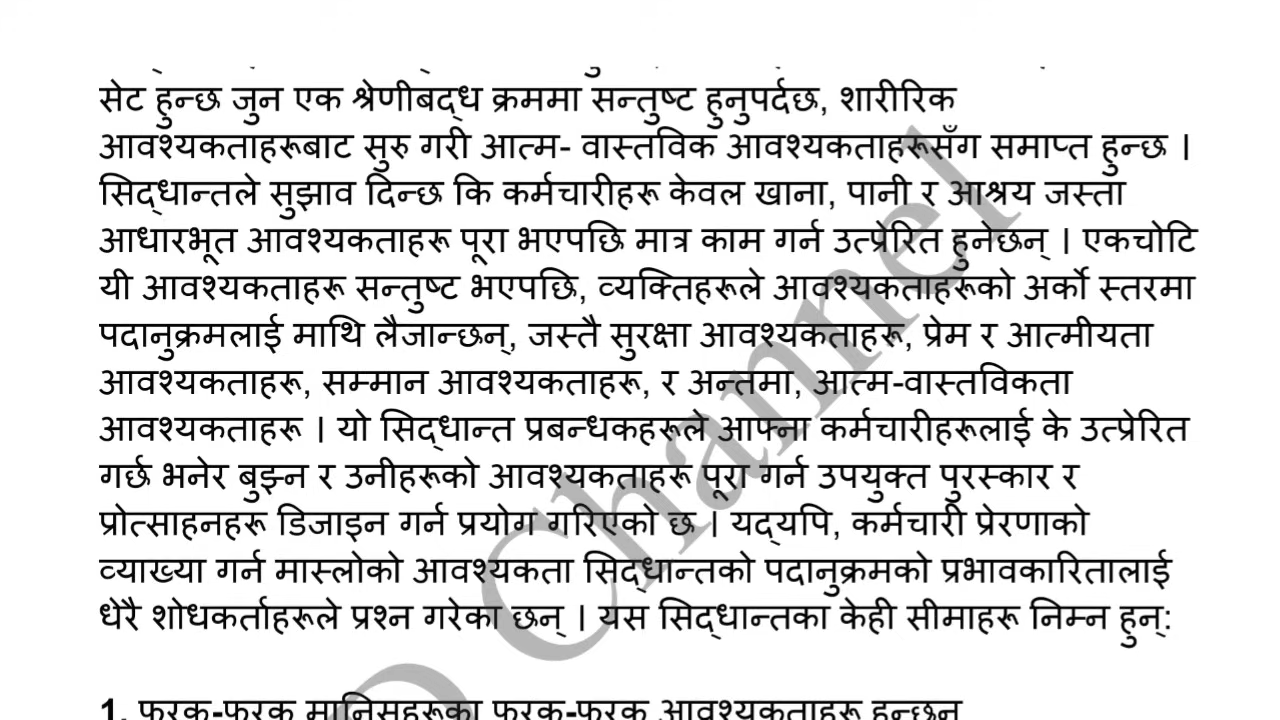 सेट हुन्छ जुन एक श्रेणीबद्ध क्रममा सन्तुष्ट हुनुपर्दछ, शारीरिक
आवश्यकताहरूबाट सुरु गरी आत्म- वास्तविक आवश्यकताहरूसँग समाप्त हुन्छ ।
सिद्धान्तले सुझाव दिन्छ कि कर्मचारीहरू केवल खाना, पानी र आश्रय जस्ता
आधारभूत आवश्यकताहरू पूरा भएपछि मात्र काम गर्न उत्प्रेरित हुनेछन् । एकचोटि
यी आवश्यकताहरू सन्तुष्ट भएपछि, व्यक्तिहरूले आवश्यकताहरूको अर्को स्तरमा
पदानुक्रमलाई माथि लैजान्छन्, जस्तै सुरक्षा आवश्यकताहरू, प्रेम र आत्मीयता
आवश्यकताहरू, सम्मान आवश्यकताहरू, र अन्तमा, आत्म-वास्तविकता
आवश्यकताहरू । यो सिद्धान्त प्रबन्धकहरूले आफ्ना कर्मचारीहरूलाई के उत्प्रेरित
गर्छ भनेर बुझ्न र उनीहरूको आवश्यकताहरू पूरा गर्न उपयुक्त पुरस्कार र
प्रोत्साहनहरू डिजाइन गर्न प्रयोग गरिएको छ । यद्यपि, कर्मचारी प्रेरणाको
व्याख्या गर्न मास्लोको आवश्यकता सिद्धान्तको पदानुक्रमको प्रभावकारितालाई
धेरै शोधकर्ताहरूले प्रश्न गरेका छन् । यस सिद्धान्तका केही सीमाहरू निम्न हुन्:
1. फरक-फरक मानिसहरूका फरक-फरक आवश्यकताहरू हुन्छन्
Channel